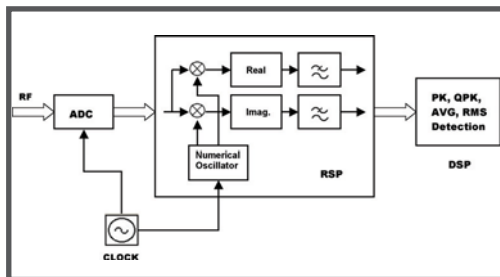 RF
ADC
Real
Imag.
Numerical
Oscillator
RSP
CLOCK
PK, QPK,
AVG, RMS
Detection
DSP